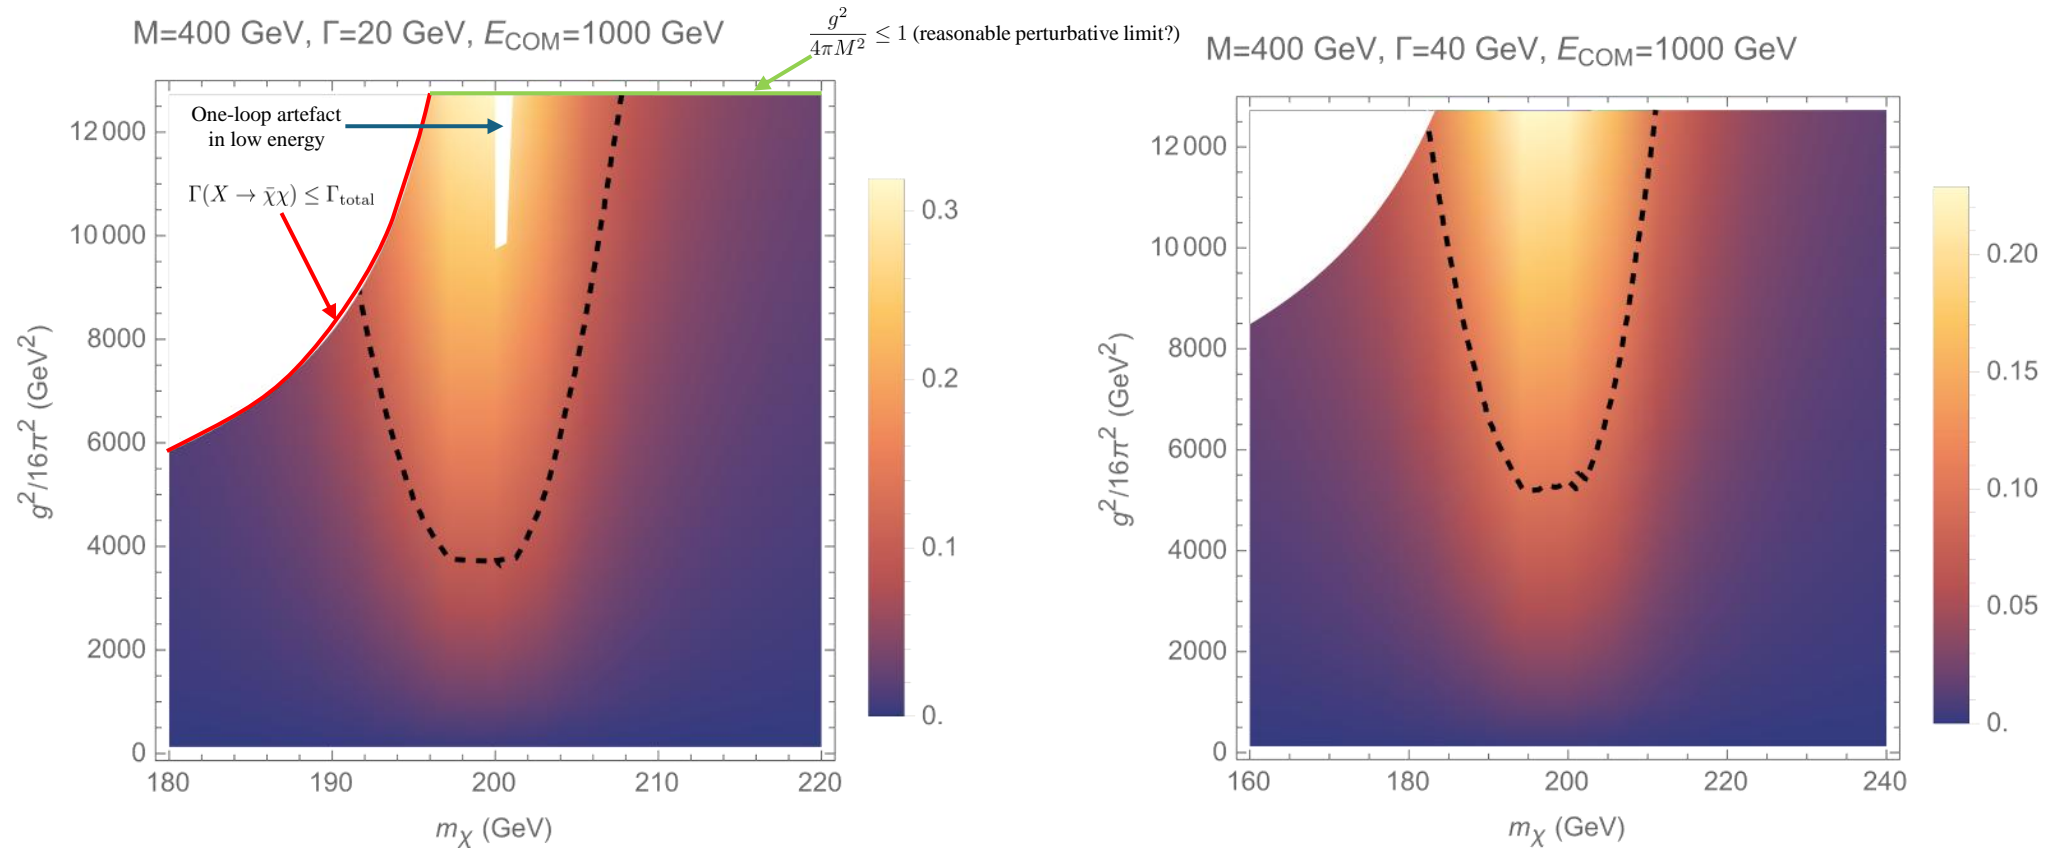 M=400 GeV, Γ=20 GeV, E_COM=1000 GeV
g²/4πM² ≤ 1 (reasonable perturbative limit?)
One-loop artefact
in low energy
Γ(X → χ̄χ) ≤ Γ_total
12 000
10 000
8000
6000
4000
2000
0
g²/16π² (GeV²)
180 190 200 210 220
m_χ (GeV)
0.3
0.2
0.1
0.
M=400 GeV, Γ=40 GeV, E_COM=1000 GeV
12 000
10 000
8000
6000
4000
2000
0
g²/16π² (GeV²)
160 180 200 220 240
m_χ (GeV)
0.20
0.15
0.10
0.05
0.